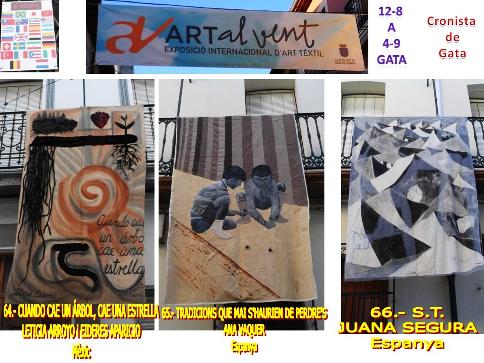 ARTal vent
EXPOSICIÓ INTERNACIONAL D'ART TÈXTIL
12-8
A
4-9
GATA
Cronista
de
Gata
Cuando cae
un árbol
cae una
estrella
64.- CUANDO CAE UN ÁRBOL, CAE UNA ESTRELLA
LETICIA ARROYO i EIDERES APARICIO
Mèxic
65.- TRADICIONS QUE MAI S'HAURIEN DE PERDRE'S
ANA VAQUER
Espanya
66.- S.T.
JUANA SEGURA
Espanya